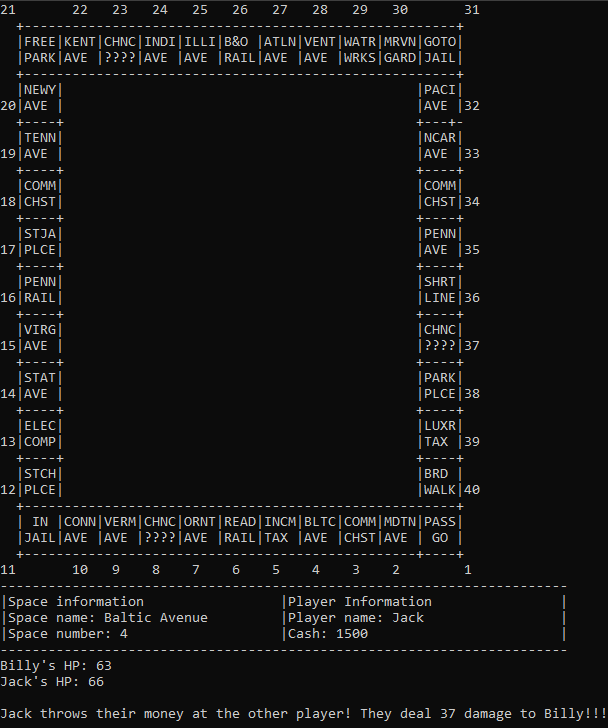 21       22   23   24   25   26   27   28   29   30       31
  +------------------------------------------------------+
  |FREE|KENT|CHNC|INDI|ILLI|B&O |ATLN|VENT|WATR|MRVN|GOTO|
  |PARK|AVE |????|AVE |AVE |RAIL|AVE |AVE |WRKS|GARD|JAIL|
  +------------------------------------------------------+
  |NEWY|                                            |PACI|
20|AVE |                                            |AVE |32
  +----+                                            +----+-
  |TENN|                                            |NCAR|
19|AVE |                                            |AVE |33
  +----+                                            +----+
  |COMM|                                            |COMM|
18|CHST|                                            |CHST|34
  +----+                                            +----+
  |STJA|                                            |PENN|
17|PLCE|                                            |AVE |35
  +----+                                            +----+
  |PENN|                                            |SHRT|
16|RAIL|                                            |LINE|36
  +----+                                            +----+
  |VIRG|                                            |CHNC|
15|AVE |                                            |????|37
  +----+                                            +----+
  |STAT|                                            |PARK|
14|AVE |                                            |PLCE|38
  +----+                                            +----+
  |ELEC|                                            |LUXR|
13|COMP|                                            |TAX |39
  +----+                                            +----+
  |STCH|                                            |BRD |
12|PLCE|                                            |WALK|40
  +------------------------------------------------------+
  | IN |CONN|VERM|CHNC|ORNT|READ|INCM|BLTC|COMM|MDTN|PASS|
  |JAIL|AVE |AVE |????|AVE |RAIL|TAX |AVE |CHST|AVE | GO |
  +-------------------------------------------------+----+
11       10   9    8    7    6    5    4    3    2        1
----------------------------------------------------------------------
|Space information                 |Player Information                |
|Space name: Baltic Avenue         |Player name: Jack                 |
|Space number: 4                   |Cash: 1500                        |
----------------------------------------------------------------------
Billy's HP: 63
Jack's HP: 66
Jack throws their money at the other player! They deal 37 damage to Billy!!!